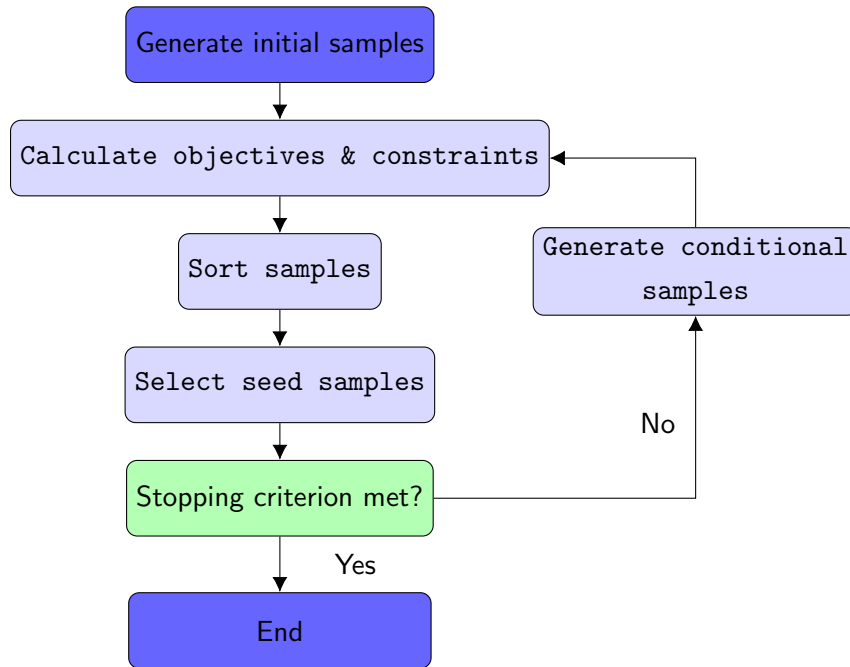 Generate initial samples
Calculate objectives & constraints
Sort samples
Generate conditional
samples
Select seed samples
No
Stopping criterion met?
Yes
End